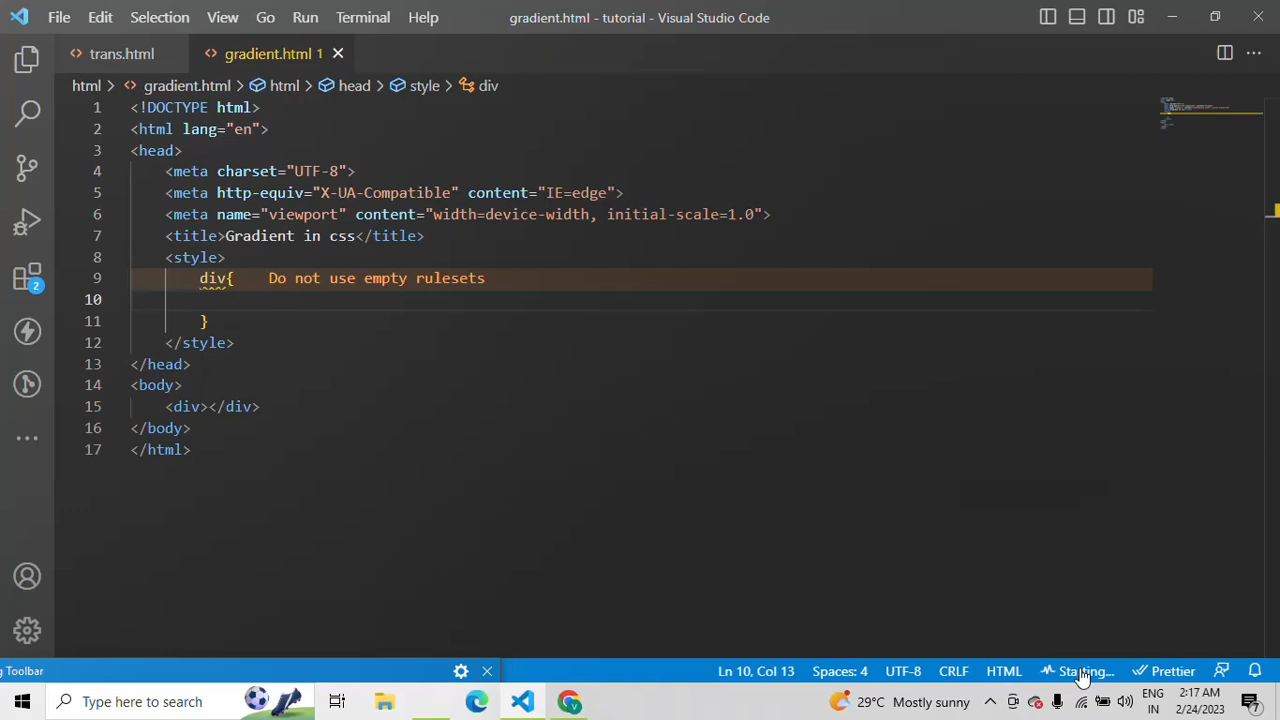 File Edit Selection View Go Run Terminal Help gradient.html - tutorial - Visual Studio Code
trans.html gradient.html 1
html > gradient.html > html > head > style > div
1 <!DOCTYPE html>
2 <html lang="en">
3 <head>
4 <meta charset="UTF-8">
5 <meta http-equiv="X-UA-Compatible" content="IE=edge">
6 <meta name="viewport" content="width=device-width, initial-scale=1.0">
7 <title>Gradient in css</title>
8 <style>
9 div{ Do not use empty rulesets
10
11 }
12 </style>
13 </head>
14 <body>
15 <div></div>
16 </body>
17 </html>
2
g Toolbar Ln 10, Col 13 Spaces: 4 UTF-8 CRLF HTML Starting... Prettier
Type here to search 29°C Mostly sunny ENG 2:17 AM
IN 2/24/2023 7